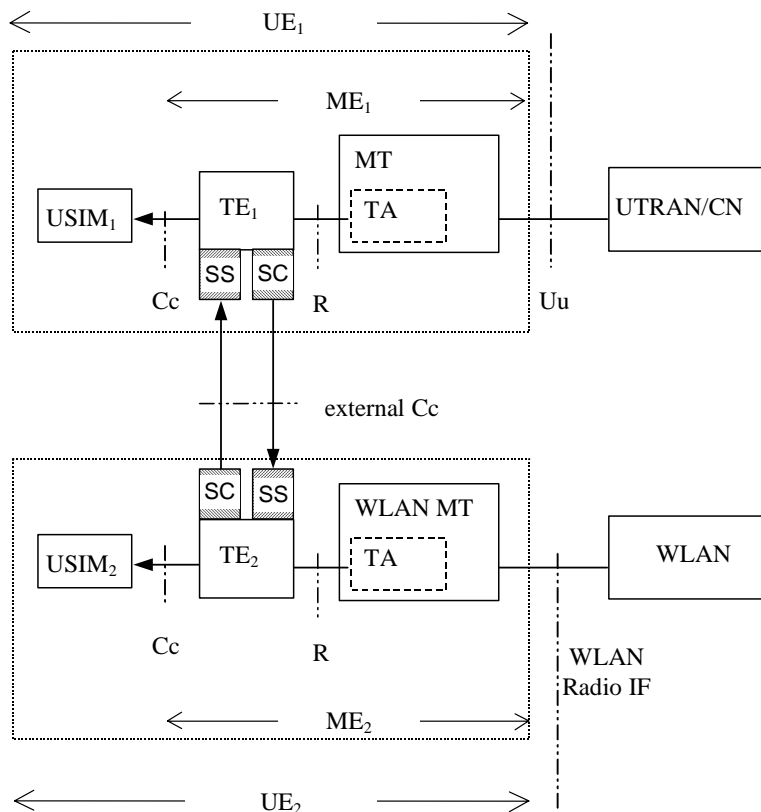 UE₁
ME₁
MT
USIM₁
TE₁
TA
UTRAN/CN
SS
SC
Cc
R
Uu
external Cc
SC
SS
WLAN MT
USIM₂
TE₂
TA
WLAN
Cc
R
WLAN
Radio IF
ME₂
UE₂